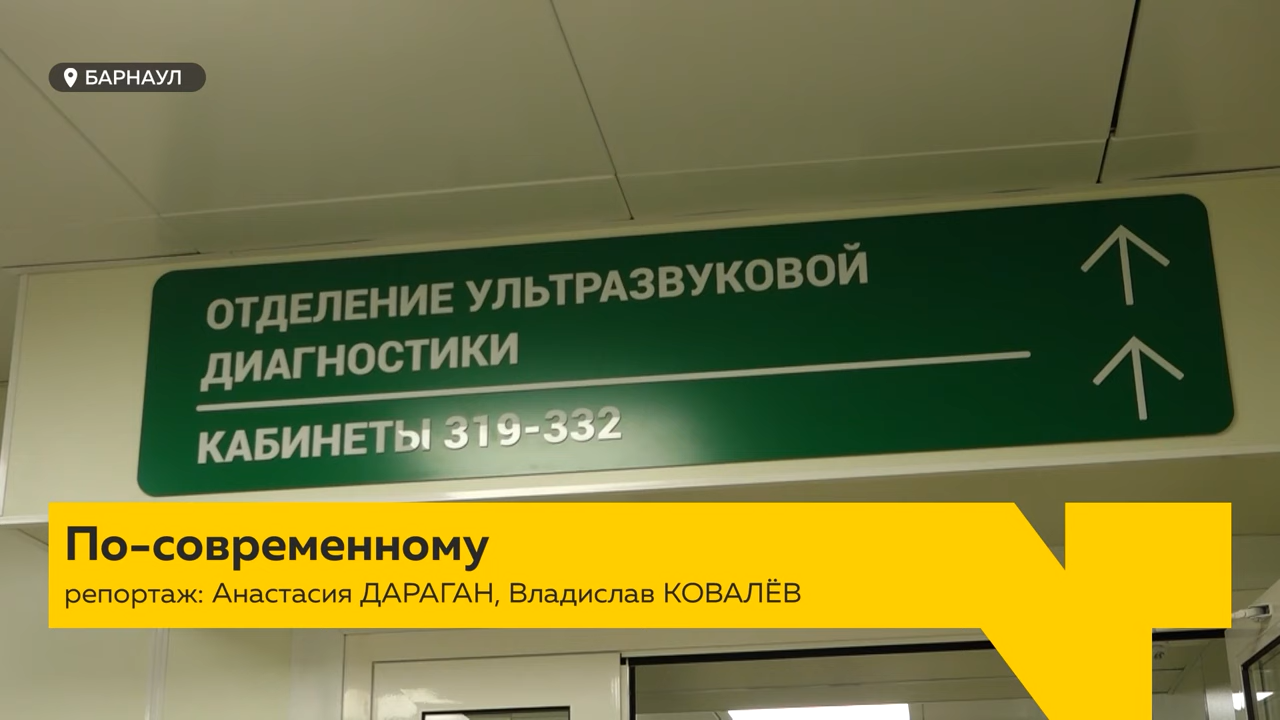 БАРНАУЛ
ОТДЕЛЕНИЕ УЛЬТРАЗВУКОВОЙ
ДИАГНОСТИКИ
КАБИНЕТЫ 319-332
По-современному
репортаж: Анастасия ДАРАГАН, Владислав КОВАЛЁВ